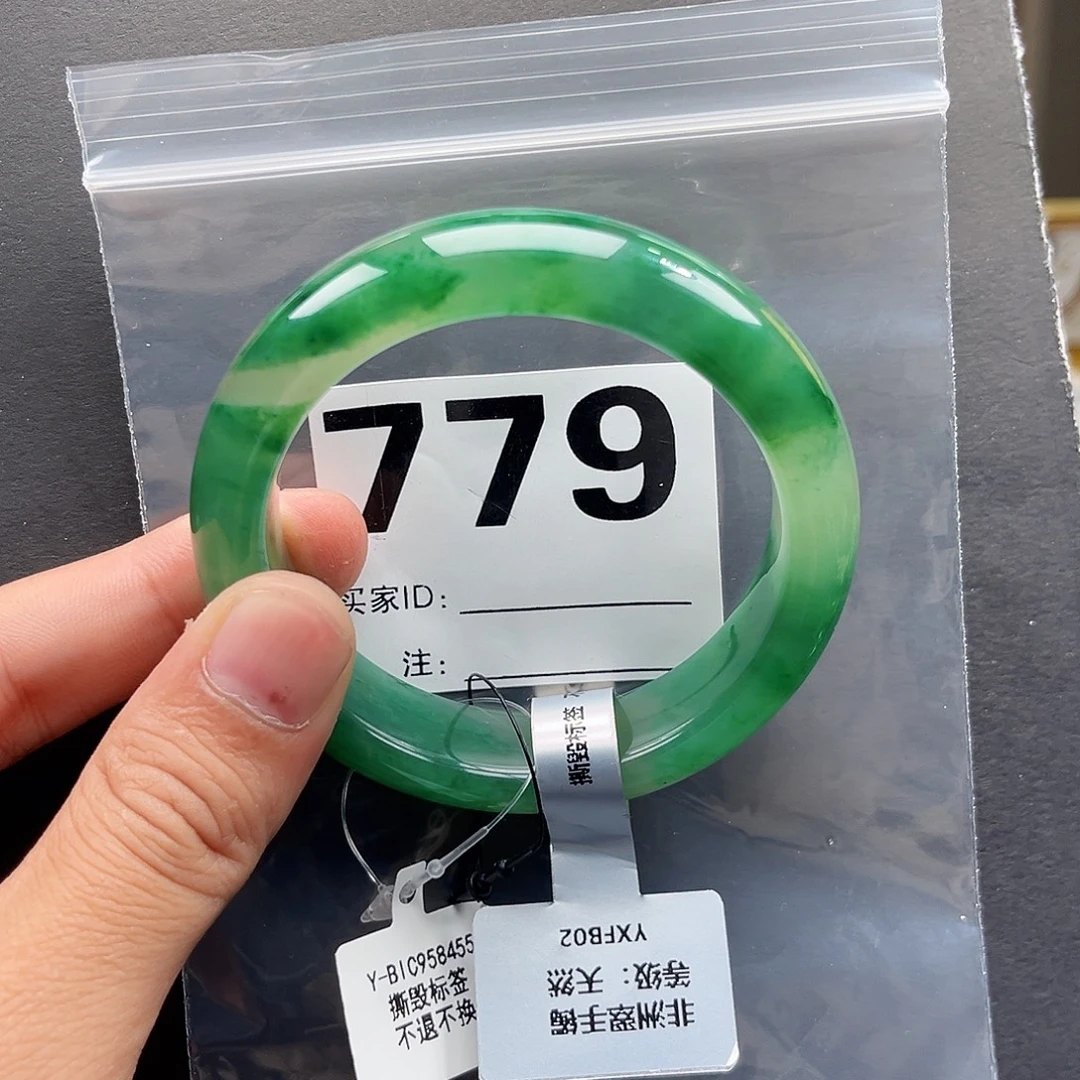 779
买家ID:
注:
撕毁标签
Y-BIC958455
撕毁标签
不退不换
非洲翠手镯
等级:天然
YXFB02